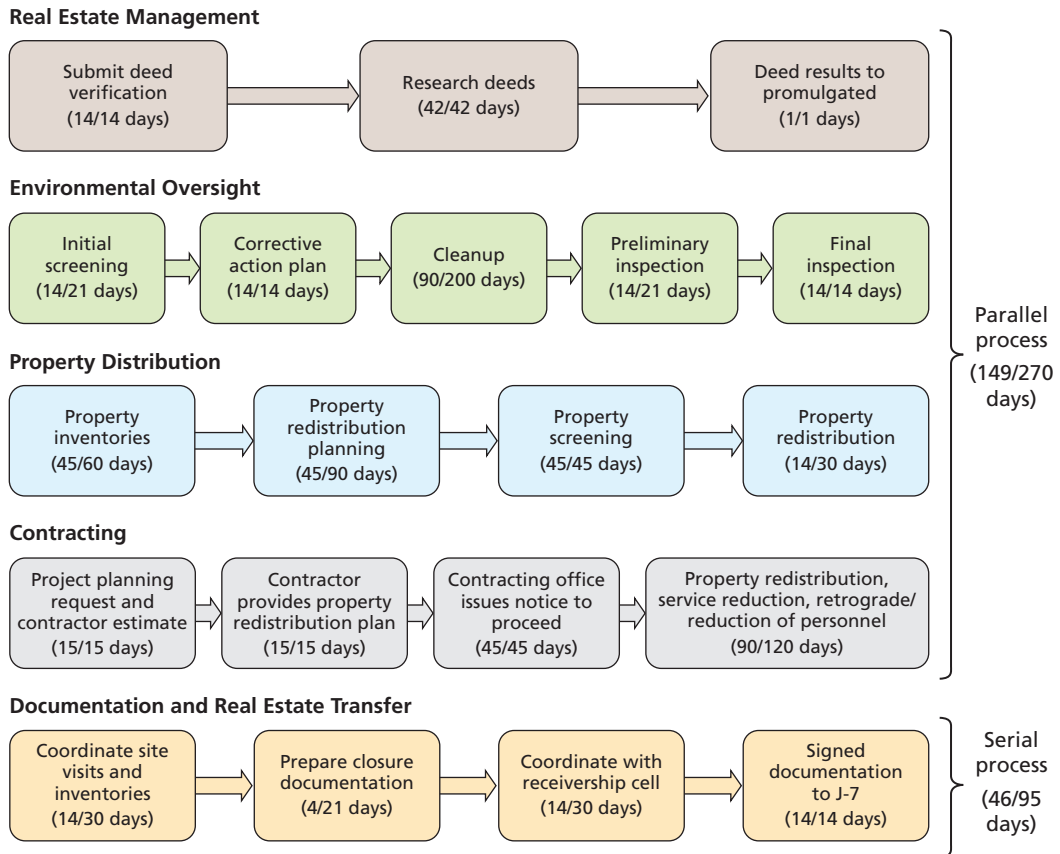 Real Estate Management
Submit deed
verification
(14/14 days)
Research deeds
(42/42 days)
Deed results to
promulgated
(1/1 days)
Environmental Oversight
Initial
screening
(14/21 days)
Corrective
action plan
(14/14 days)
Cleanup
(90/200 days)
Preliminary
inspection
(14/21 days)
Final
inspection
(14/14 days)
Property Distribution
Property
inventories
(45/60 days)
Property
redistribution
planning
(45/90 days)
Property
screening
(45/45 days)
Property
redistribution
(14/30 days)
Contracting
Project planning
request and
contractor estimate
(15/15 days)
Contractor
provides property
redistribution plan
(15/15 days)
Contracting office
issues notice to
proceed
(45/45 days)
Property redistribution,
service reduction, retrograde/
reduction of personnel
(90/120 days)
Parallel
process
(149/270
days)
Documentation and Real Estate Transfer
Coordinate site
visits and
inventories
(14/30 days)
Prepare closure
documentation
(4/21 days)
Coordinate with
receivership cell
(14/30 days)
Signed
documentation
to J-7
(14/14 days)
Serial
process
(46/95
days)